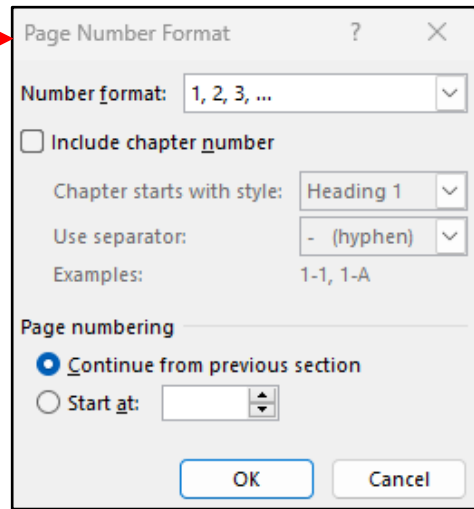 Page Number Format ?
Number format: 1, 2, 3, ...
Include chapter number
Chapter starts with style: Heading 1
Use separator: - (hyphen)
Examples: 1-1, 1-A
Page numbering
Continue from previous section
Start at:
OK Cancel